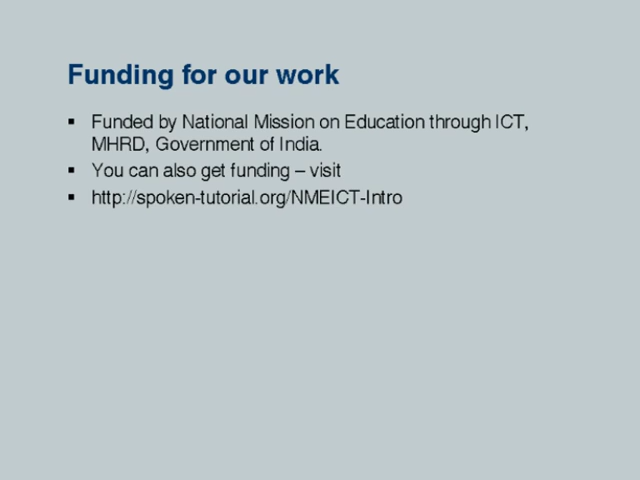 Funding for our work
▪ Funded by National Mission on Education through ICT,
MHRD, Government of India.
▪ You can also get funding – visit
▪ http://spoken-tutorial.org/NMEICT-Intro